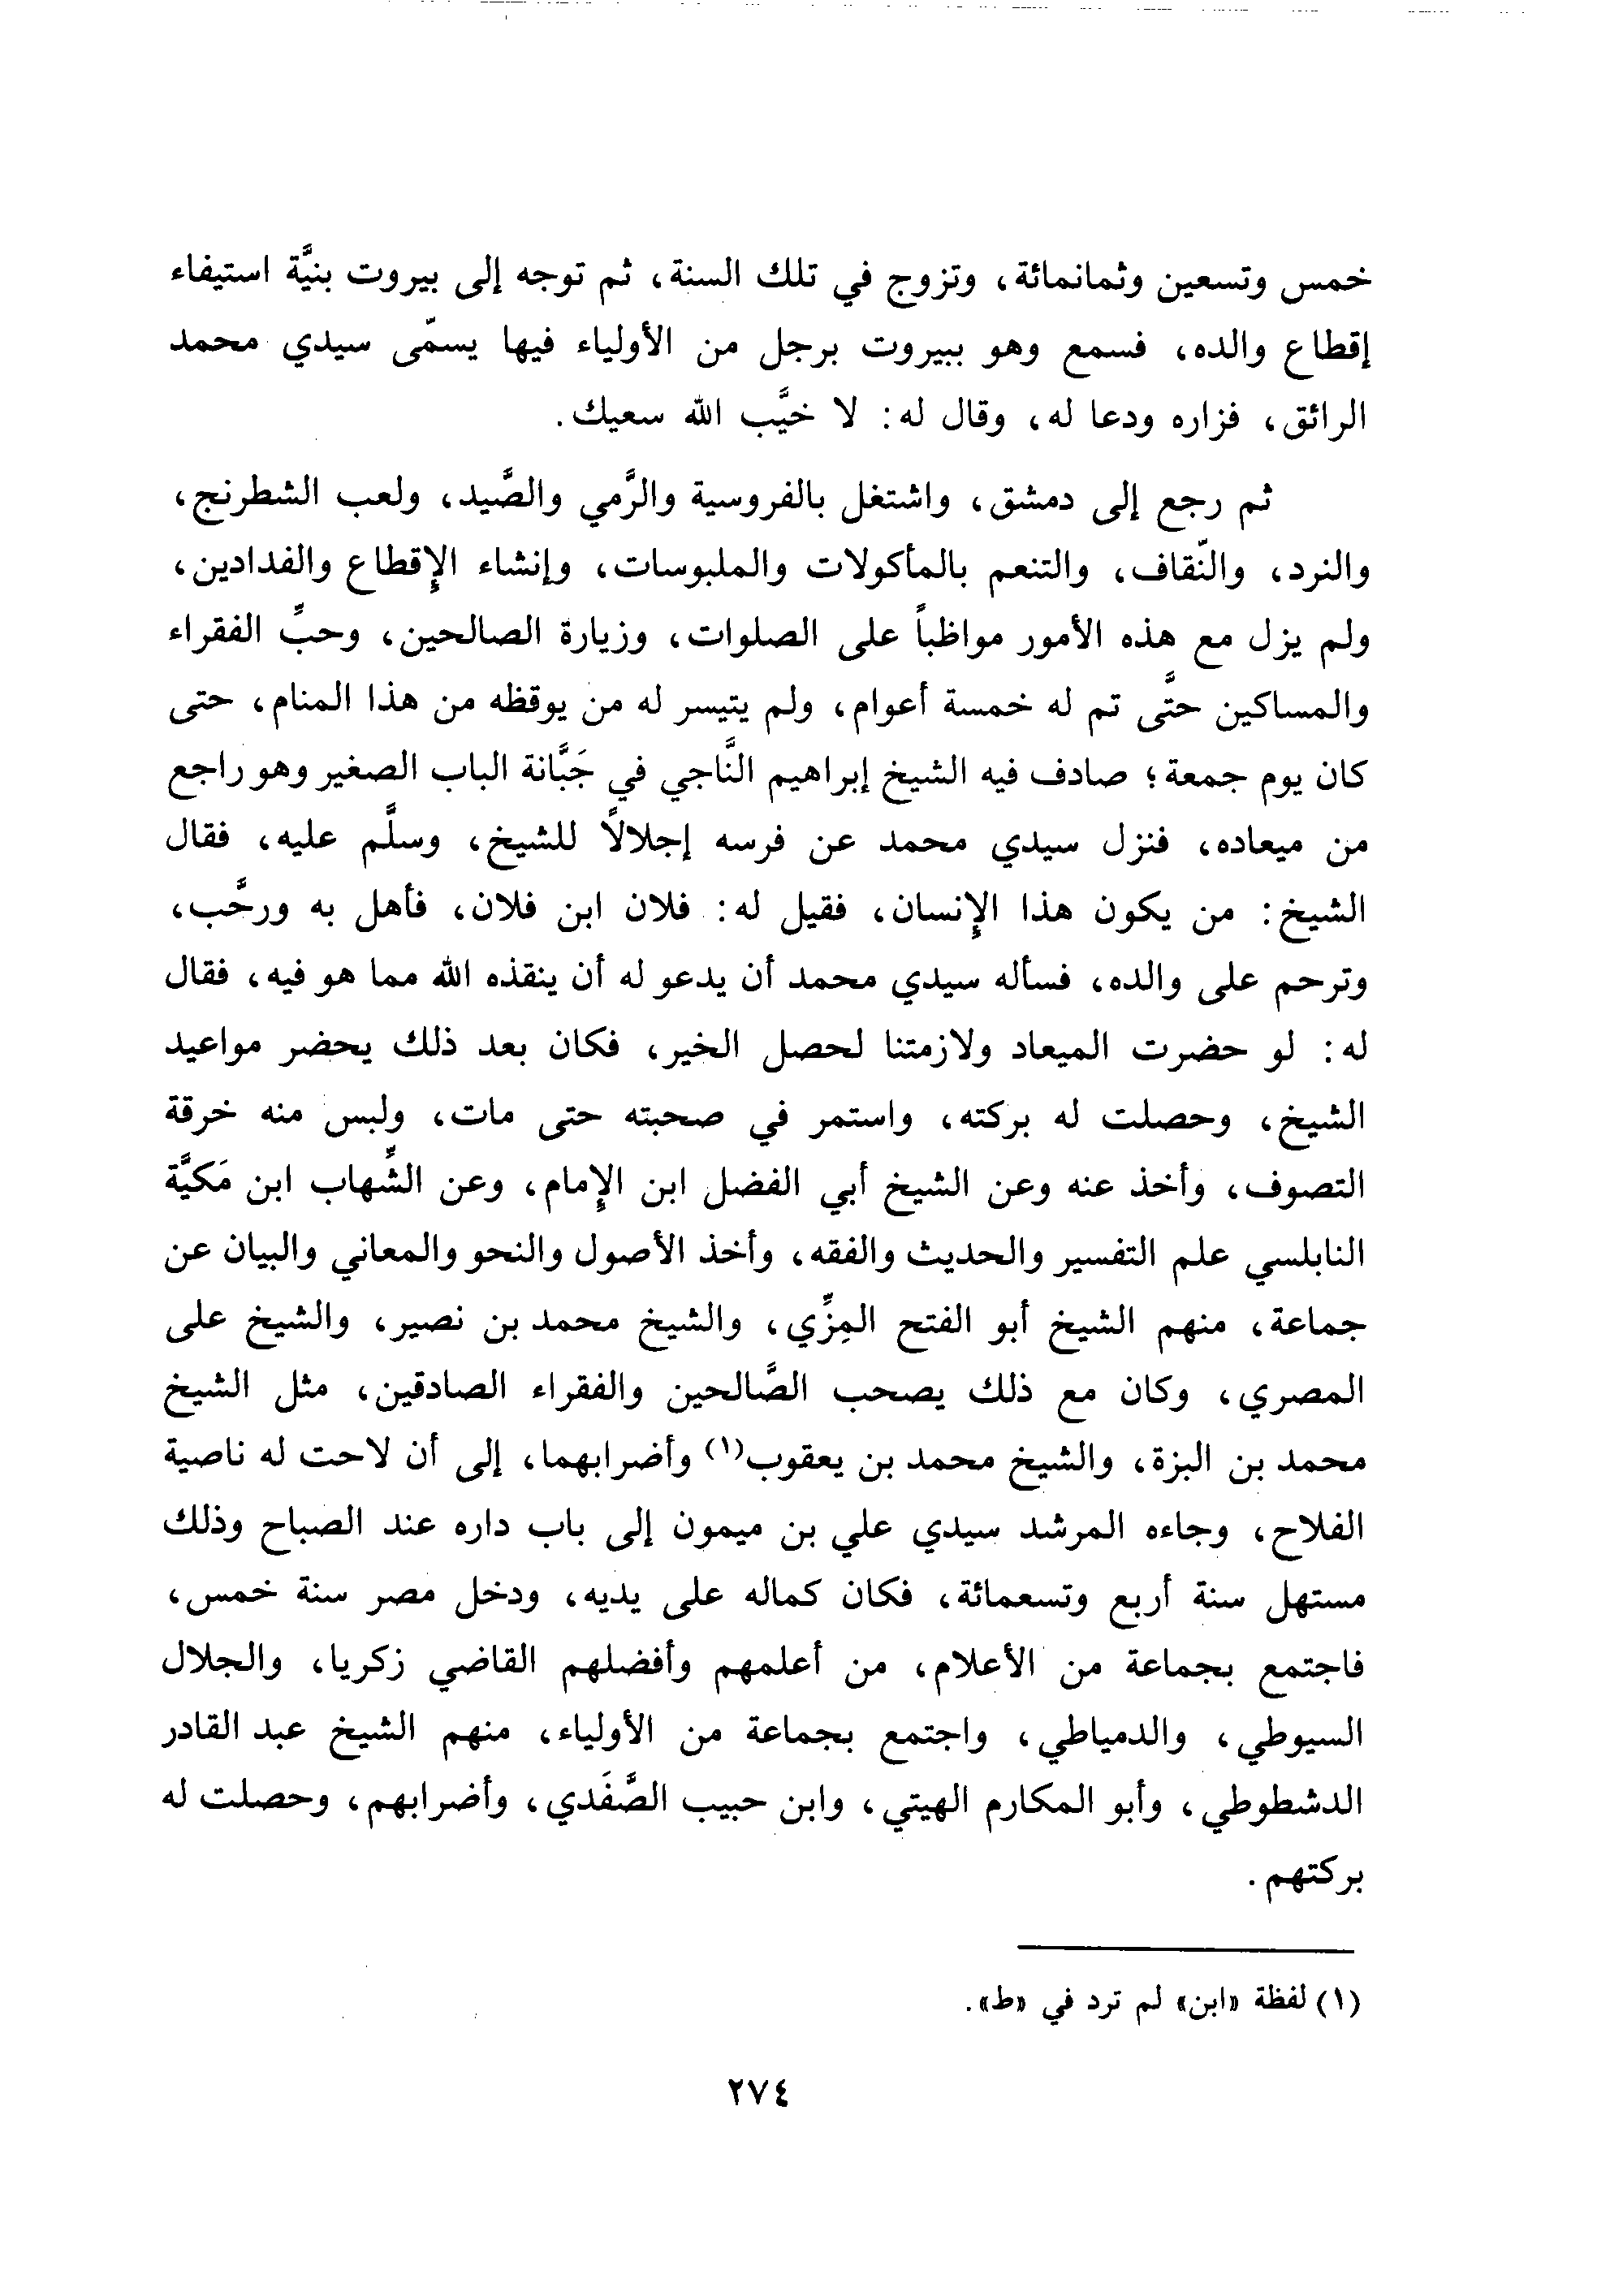 خمس وتسعين وثمانمائة، وتزوج في تلك السنة، ثم توجه إلى بيروت بنيَّة استيفاء
إقطاع والده، فسمع وهو ببيروت برجل من الأولياء فيها يسمّى سيدي محمد
الرائق، فزاره ودعا له، وقال له: لا خيَّب الله سعيك.
ثم رجع إلى دمشق، واشتغل بالفروسية والرَّمي والصَّيد، ولعب الشطرنج،
والنرد، والنّقاف، والتنعم بالمأكولات والملبوسات، وإنشاء الإِقطاع والفدادين،
ولم يزل مع هذه الأمور مواظباً على الصلوات، وزيارة الصالحين، وحبِّ الفقراء
والمساكين حتَّى تم له خمسة أعوام، ولم يتيسر له من يوقظه من هذا المنام، حتى
كان يوم جمعة؛ صادف فيه الشيخ إبراهيم النَّاجي في جَبَّانة الباب الصغير وهو راجع
من ميعاده، فنزل سيدي محمد عن فرسه إجلالاً للشيخ، وسلَّم عليه، فقال
الشيخ: من يكون هذا الإِنسان، فقيل له: فلان ابن فلان، فأهل به ورحَّب،
وترحم على والده، فسأله سيدي محمد أن يدعو له أن ينقذه الله مما هو فيه، فقال
له: لو حضرت الميعاد ولازمتنا لحصل الخير، فكان بعد ذلك يحضر مواعيد
الشيخ، وحصلت له بركته، واستمر في صحبته حتى مات، ولبس منه خرقة
التصوف، وأخذ عنه وعن الشيخ أبي الفضل ابن الإِمام، وعن الشِّهاب ابن مَكيَّة
النابلسي علم التفسير والحديث والفقه، وأخذ الأصول والنحو والمعاني والبيان عن
جماعة، منهم الشيخ أبو الفتح المِزِّي، والشيخ محمد بن نصير، والشيخ على
المصري، وكان مع ذلك يصحب الصَّالحين والفقراء الصادقين، مثل الشيخ
محمد بن البزة، والشيخ محمد بن يعقوب(١) وأضرابهما، إلى أن لاحت له ناصية
الفلاح، وجاءه المرشد سيدي علي بن ميمون إلى باب داره عند الصباح وذلك
مستهل سنة أربع وتسعمائة، فكان كماله على يديه، ودخل مصر سنة خمس،
فاجتمع بجماعة من الأعلام، من أعلمهم وأفضلهم القاضي زكريا، والجلال
السيوطي، والدمياطي، واجتمع بجماعة من الأولياء، منهم الشيخ عبد القادر
الدشطوطي، وأبو المكارم الهيتي، وابن حبيب الصَّفَدي، وأضرابهم، وحصلت له
بركتهم.
(١) لفظة «ابن» لم ترد في «ط».
٢٧٤